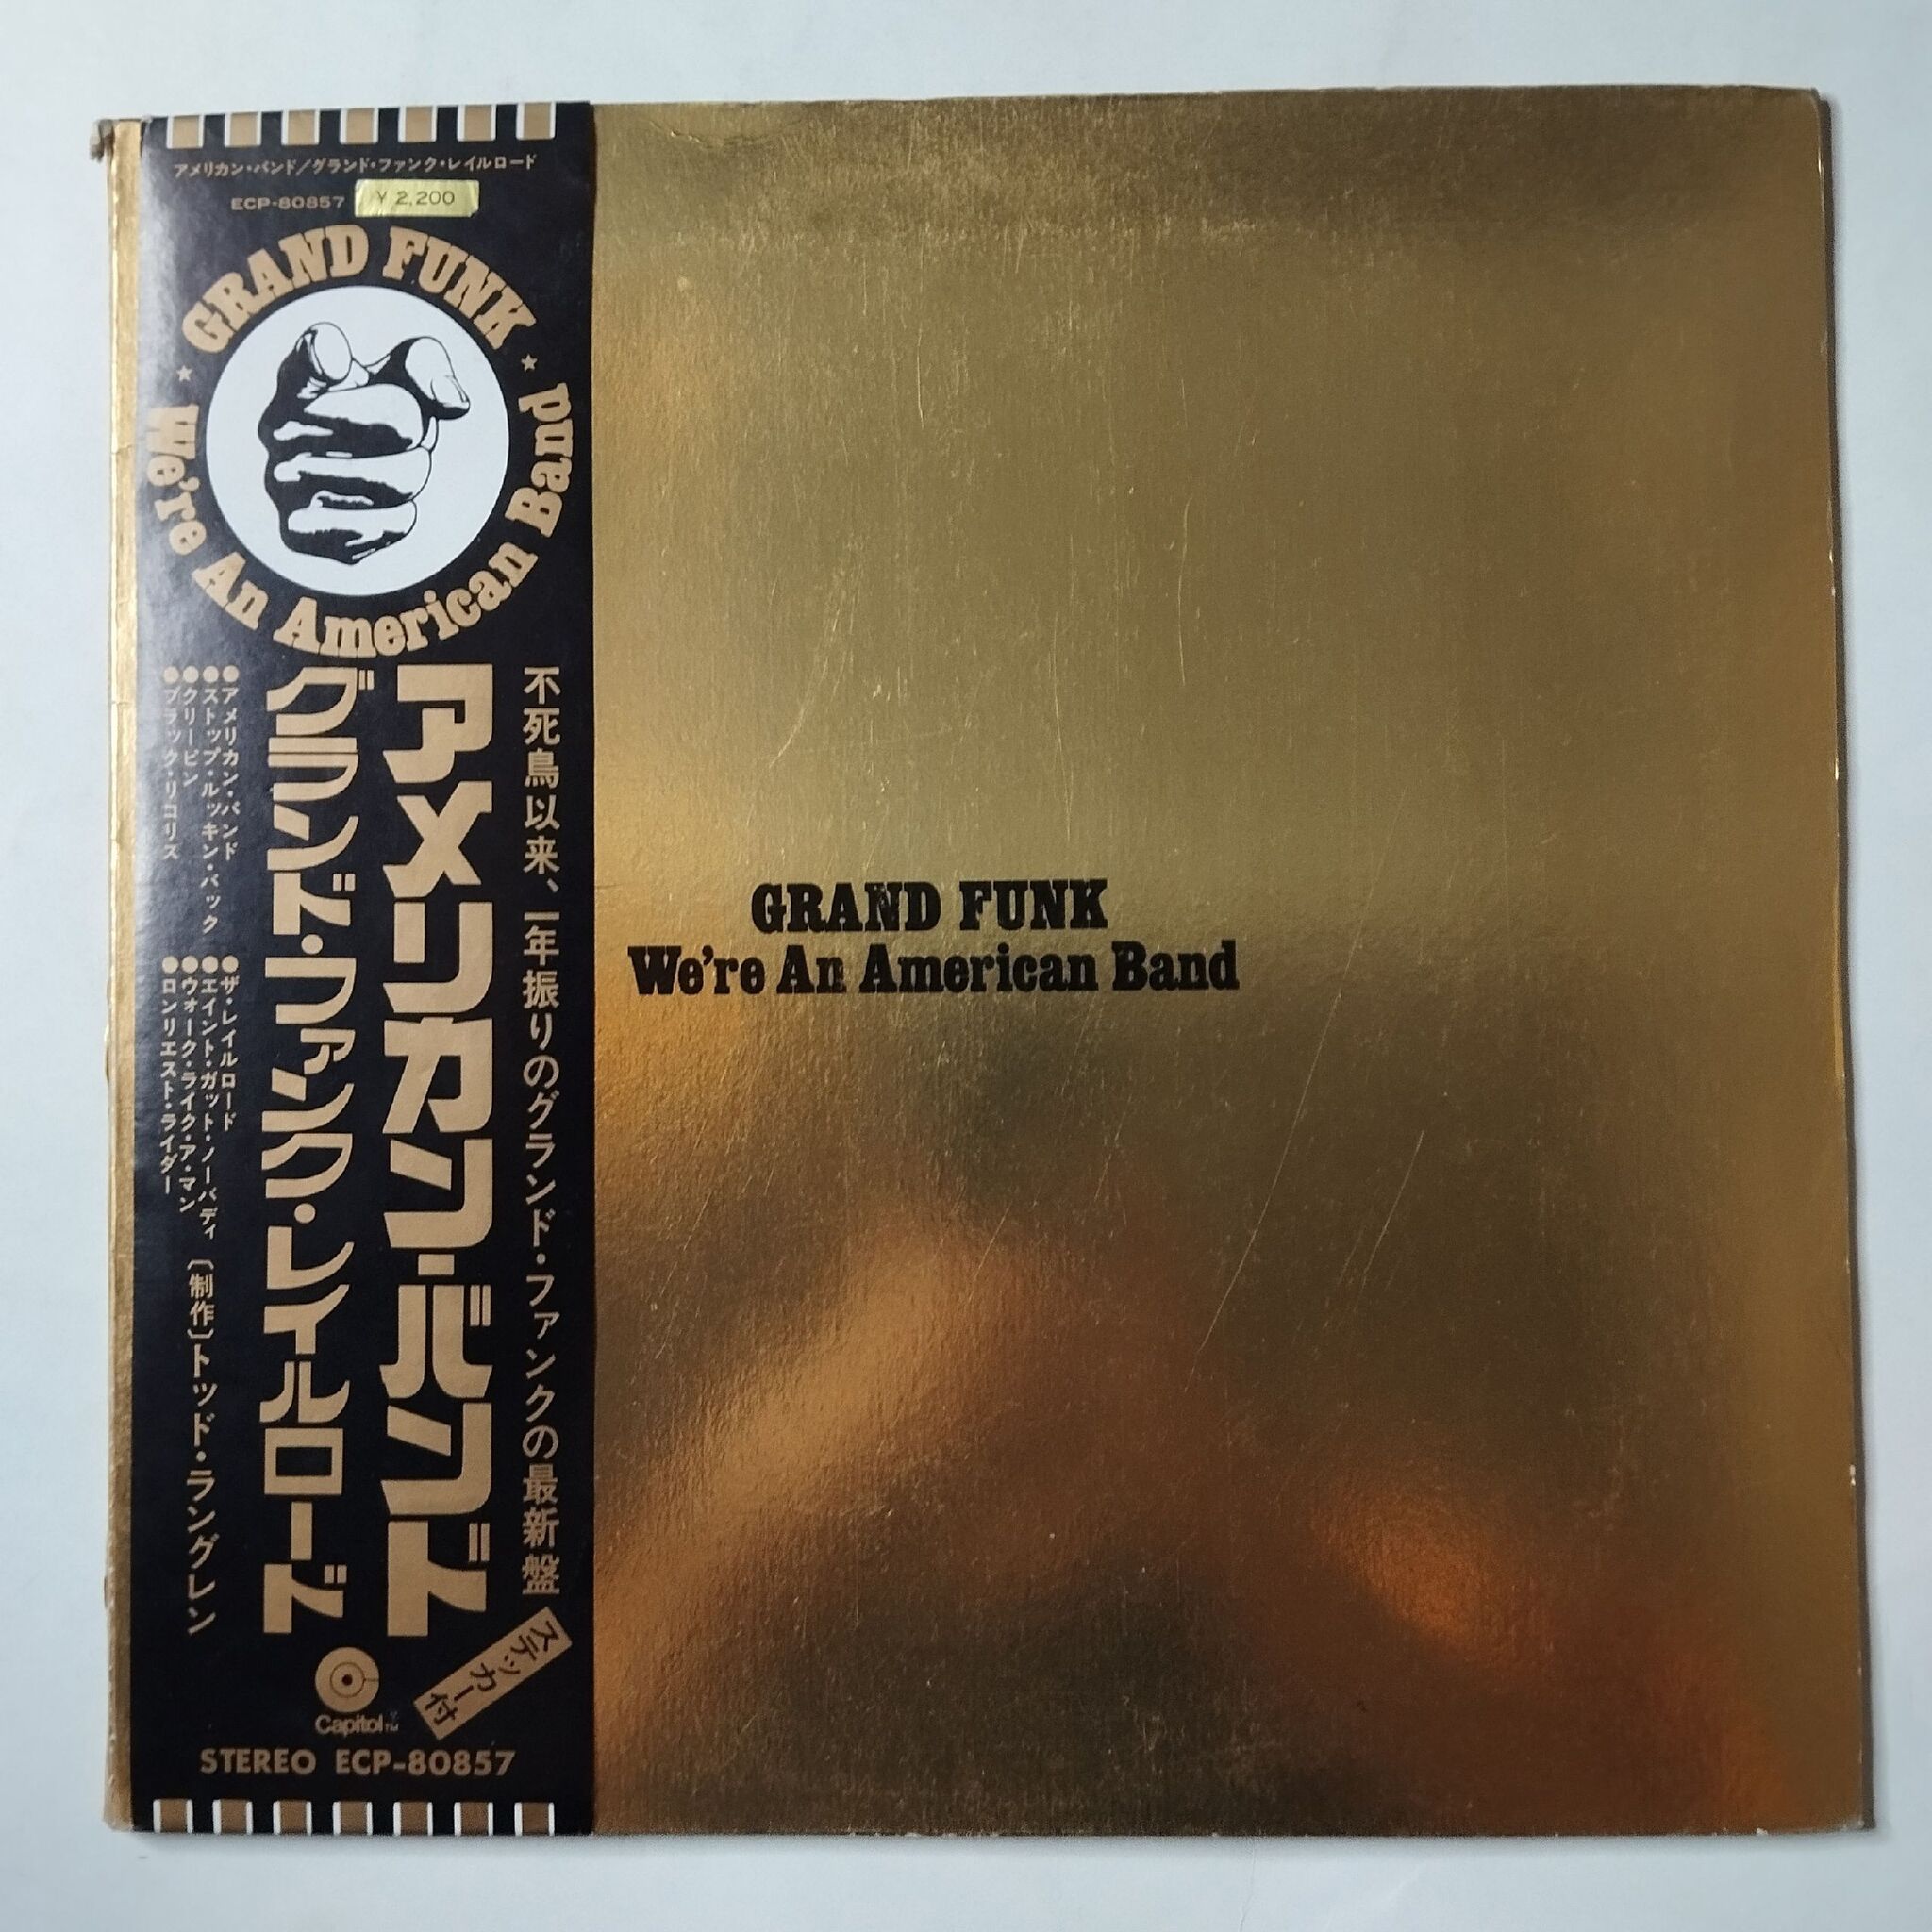 アメリカン・バンド／グランド・ファンク・レイルロード
ECP-80857 ¥2,200
GRAND FUNK
We're An American Band
不死鳥以来、一年振りのグランド・ファンクの最新盤
アメリカン・バンド
グランド・ファンク・レイルロード
●アメリカン・バンド
●ストップ・ルッキン・バック
●クリーピン
●ブラック・リコリス
●ザ・レイルロード
●エイント・ガット・ノーバディ
●ウォーク・ライク・ア・マン
●ロンリエスト・ライダー
〔制作〕トッド・ラングレン
ステッカー付
Capitol TM
STEREO ECP-80857
GRAND FUNK
We're An American Band